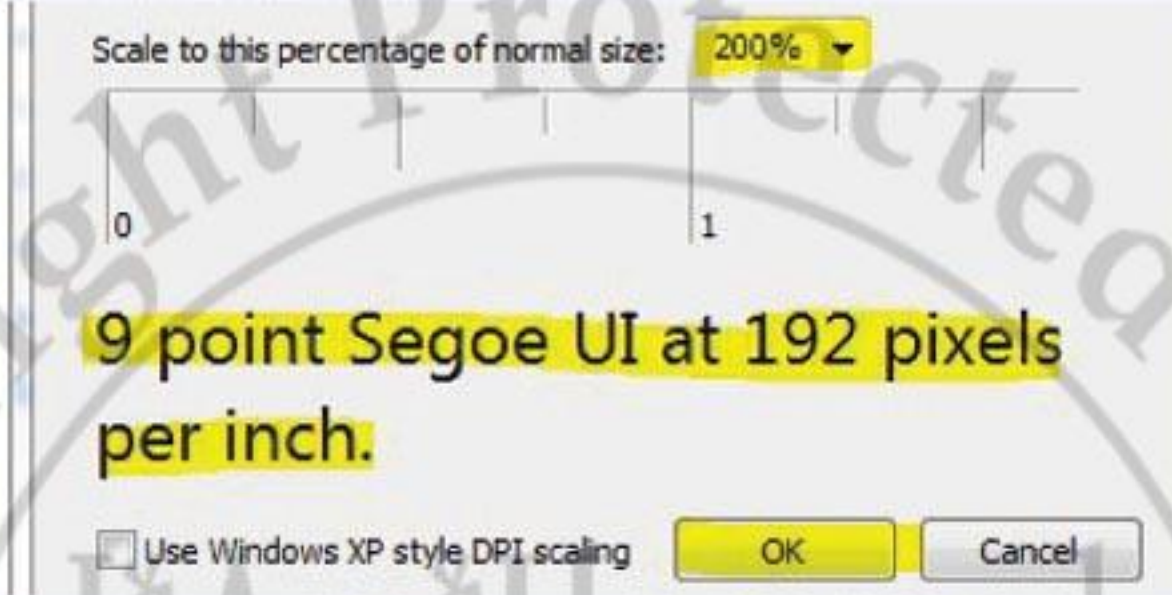 Scale to this percentage of normal size: 200%
0 1
9 point Segoe UI at 192 pixels
per inch.
Use Windows XP style DPI scaling OK Cancel